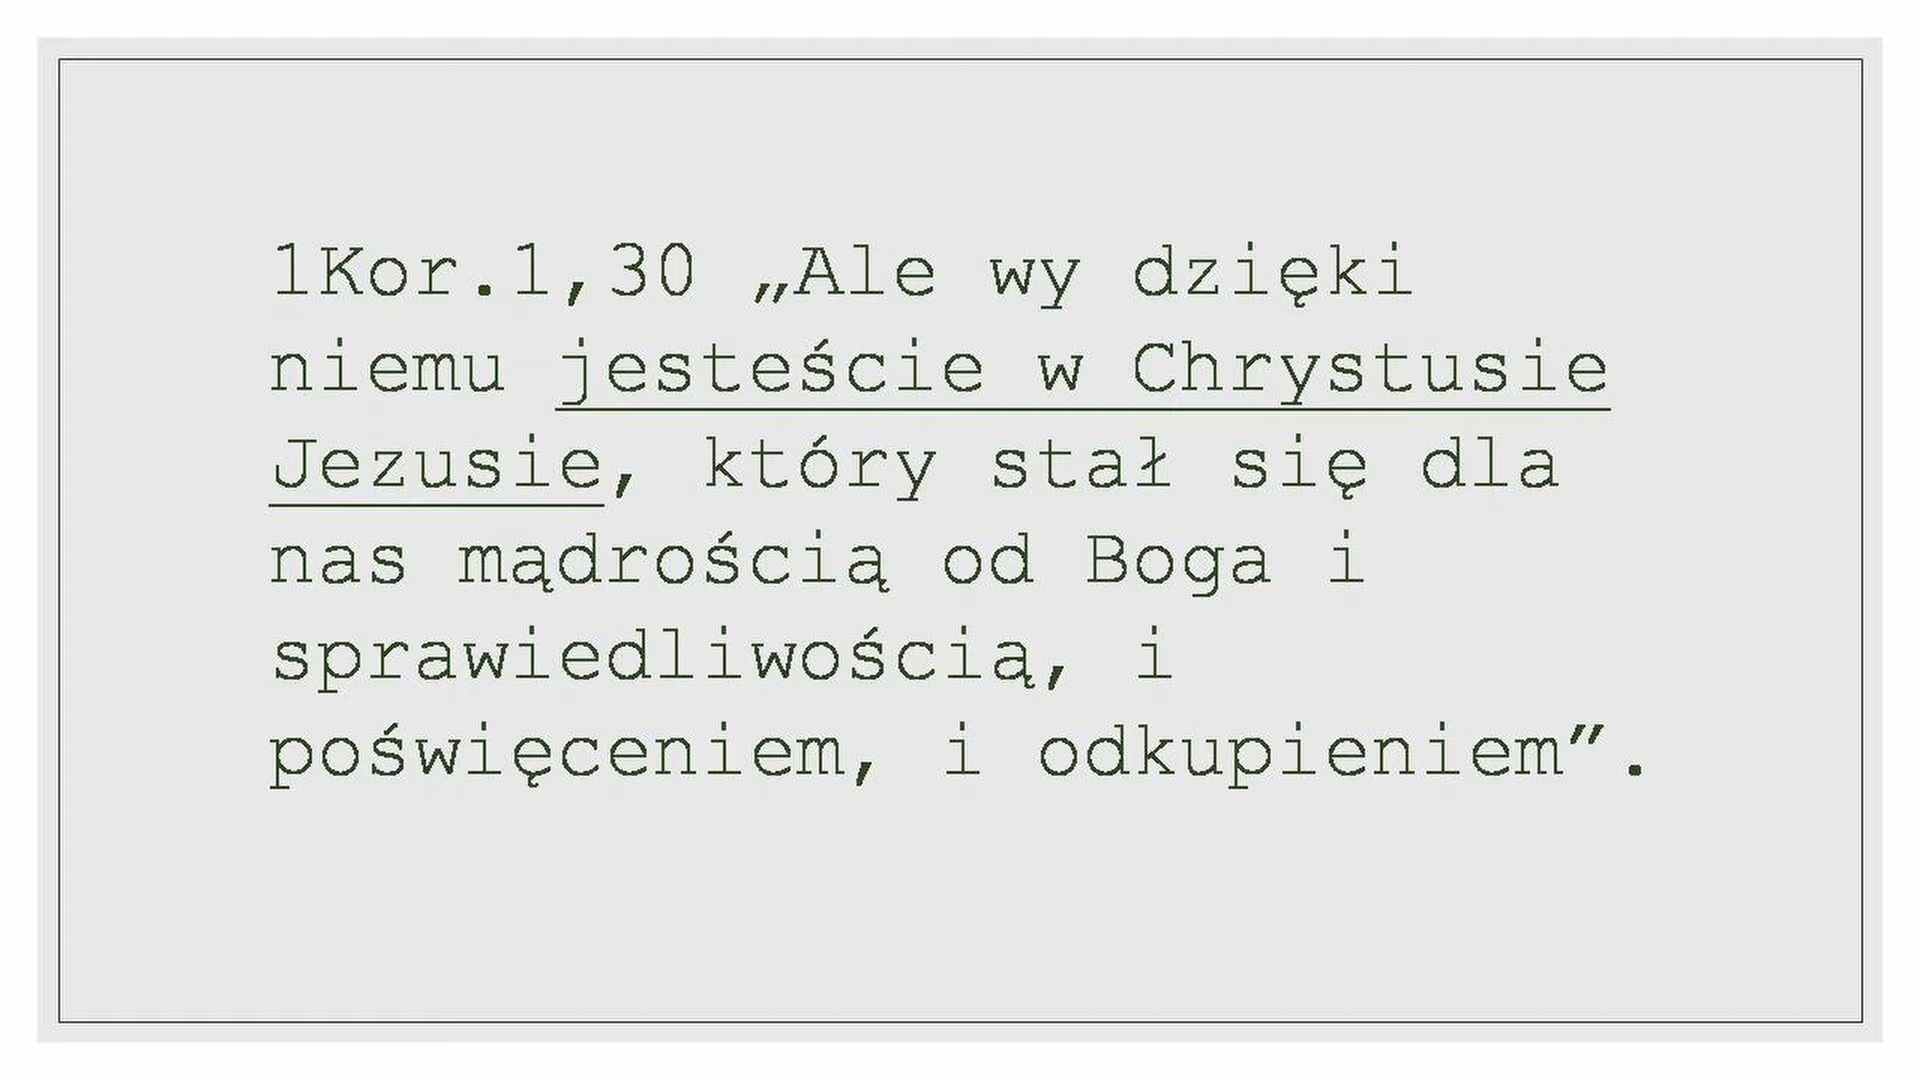 1Kor.1,30 „Ale wy dzięki
niemu jesteście w Chrystusie
Jezusie, który stał się dla
nas mądrością od Boga i
sprawiedliwością, i
poświęceniem, i odkupieniem”.